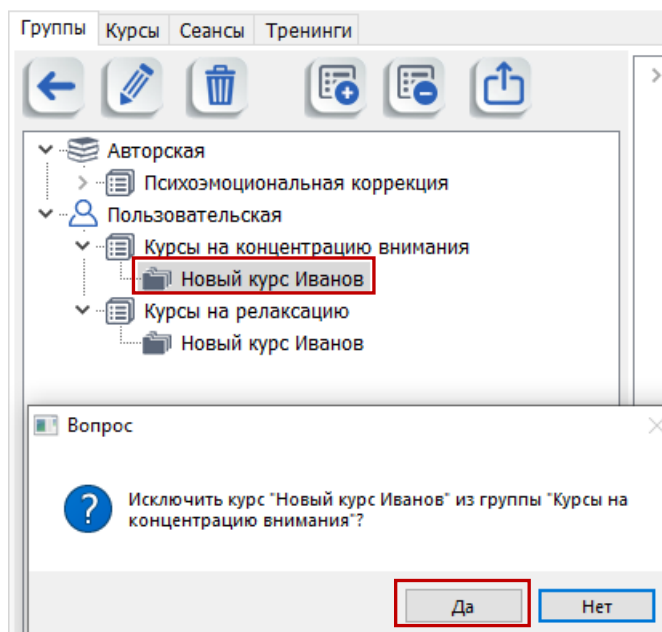 Группы Курсы Сеансы Тренинги
Авторская
Психоэмоциональная коррекция
Пользовательская
Курсы на концентрацию внимания
Новый курс Иванов
Курсы на релаксацию
Новый курс Иванов
Вопрос
Исключить курс "Новый курс Иванов" из группы "Курсы на
концентрацию внимания"?
Да Нет